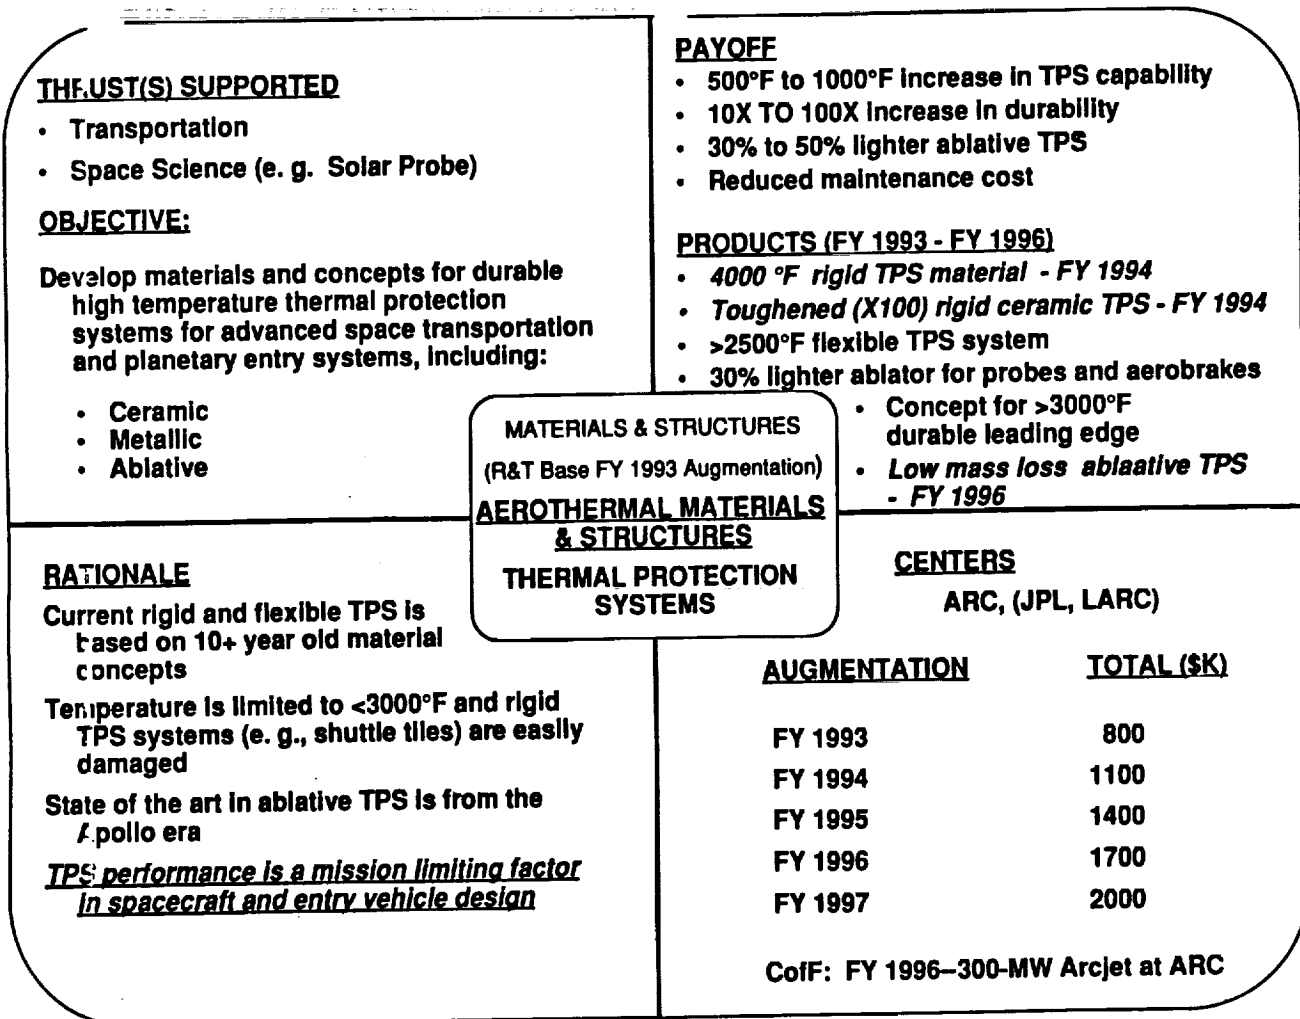 THRUST(S) SUPPORTED
• Transportation
• Space Science (e. g. Solar Probe)
OBJECTIVE:
Develop materials and concepts for durable
high temperature thermal protection
systems for advanced space transportation
and planetary entry systems, including:
• Ceramic
• Metallic
• Ablative
PAYOFF
• 500°F to 1000°F increase in TPS capability
• 10X TO 100X increase in durability
• 30% to 50% lighter ablative TPS
• Reduced maintenance cost
PRODUCTS (FY 1993 - FY 1996)
• 4000 °F rigid TPS material - FY 1994
• Toughened (X100) rigid ceramic TPS - FY 1994
• >2500°F flexible TPS system
• 30% lighter ablator for probes and aerobrakes
• Concept for >3000°F
durable leading edge
• Low mass loss ablaative TPS
- FY 1996
MATERIALS & STRUCTURES
(R&T Base FY 1993 Augmentation)
AEROTHERMAL MATERIALS
& STRUCTURES
THERMAL PROTECTION
SYSTEMS
RATIONALE
Current rigid and flexible TPS is
based on 10+ year old material
concepts
Temperature is limited to <3000°F and rigid
TPS systems (e. g., shuttle tiles) are easily
damaged
State of the art in ablative TPS is from the
Apollo era
TPS performance is a mission limiting factor
in spacecraft and entry vehicle design
CENTERS
ARC, (JPL, LARC)
AUGMENTATION TOTAL ($K)
FY 1993 800
FY 1994 1100
FY 1995 1400
FY 1996 1700
FY 1997 2000
CofF: FY 1996--300-MW Arcjet at ARC